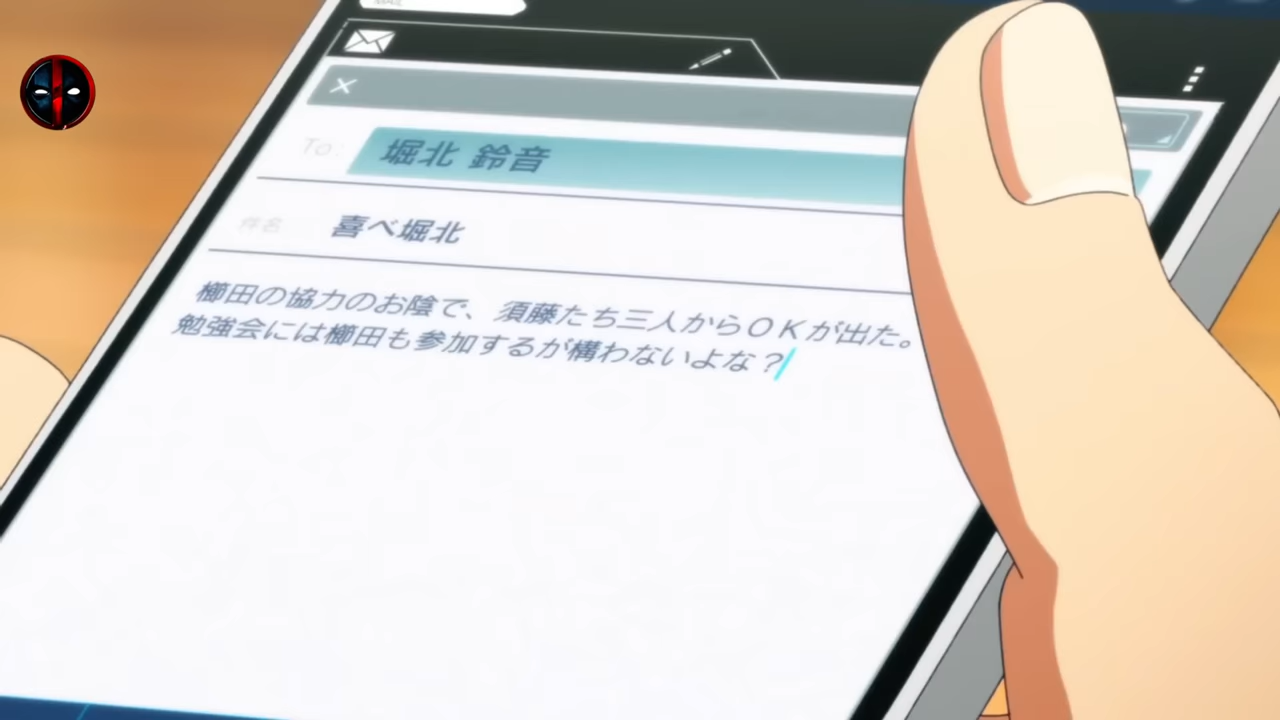 To:
堀北 鈴音
件名
喜べ堀北
櫛田の協力のお陰で、須藤たち三人からＯＫが出た。
勉強会には櫛田も参加するが構わないよな？